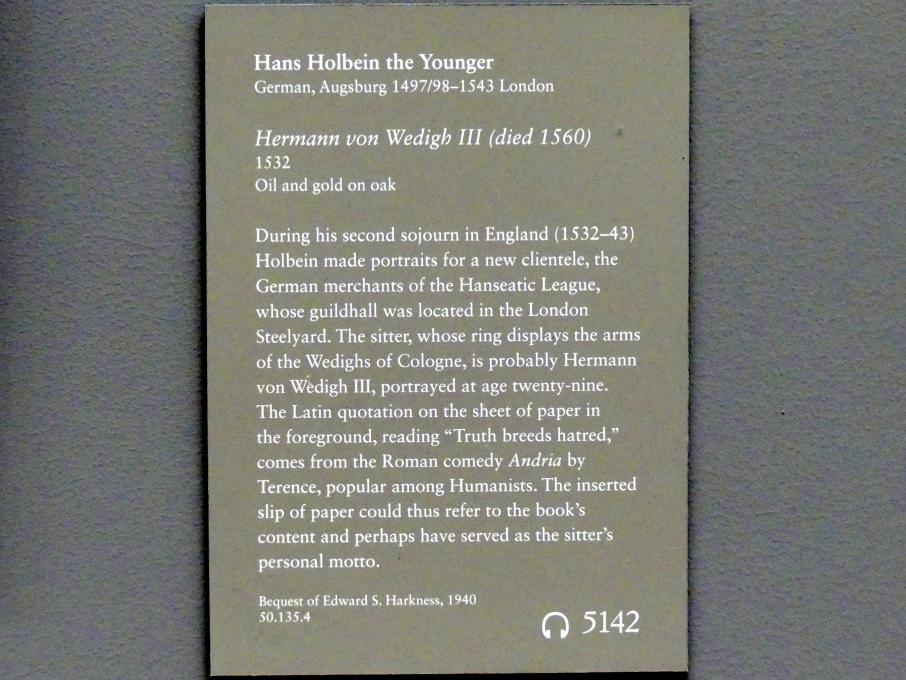 Hans Holbein the Younger
German, Augsburg 1497/98–1543 London
Hermann von Wedigh III (died 1560)
1532
Oil and gold on oak
During his second sojourn in England (1532–43)
Holbein made portraits for a new clientele, the
German merchants of the Hanseatic League,
whose guildhall was located in the London
Steelyard. The sitter, whose ring displays the arms
of the Wedighs of Cologne, is probably Hermann
von Wedigh III, portrayed at age twenty-nine.
The Latin quotation on the sheet of paper in
the foreground, reading “Truth breeds hatred,”
comes from the Roman comedy Andria by
Terence, popular among Humanists. The inserted
slip of paper could thus refer to the book’s
content and perhaps have served as the sitter’s
personal motto.
Bequest of Edward S. Harkness, 1940
50.135.4
5142